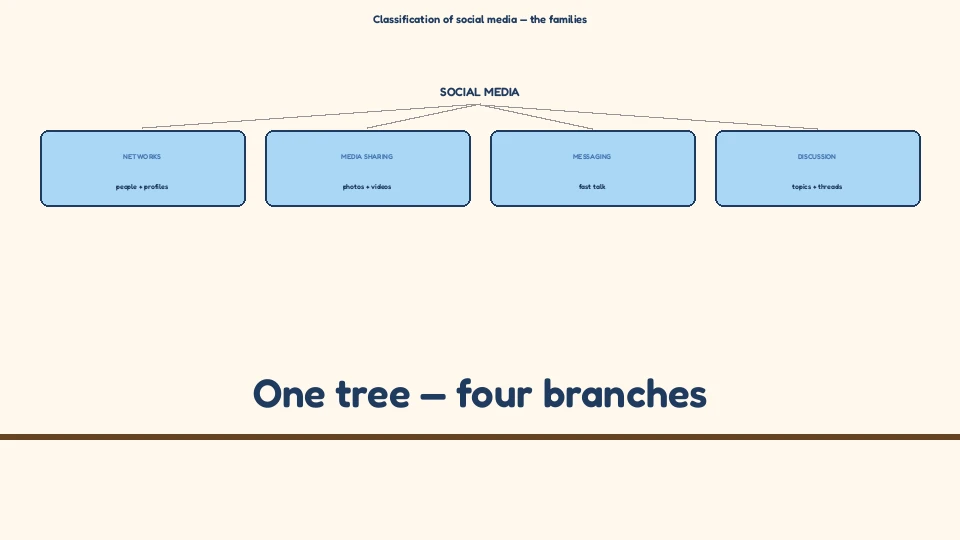 Classification of social media — the families
SOCIAL MEDIA
NETWORKS
people + profiles
MEDIA SHARING
photos + videos
MESSAGING
fast talk
DISCUSSION
topics + threads
One tree — four branches